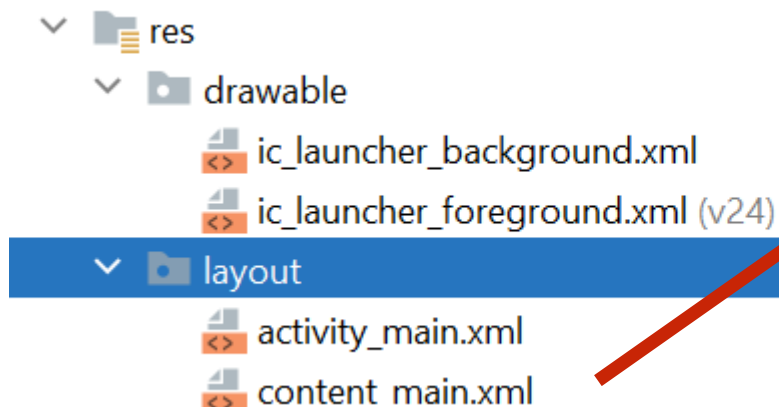 res
drawable
ic_launcher_background.xml
ic_launcher_foreground.xml (v24)
layout
activity_main.xml
content_main.xml